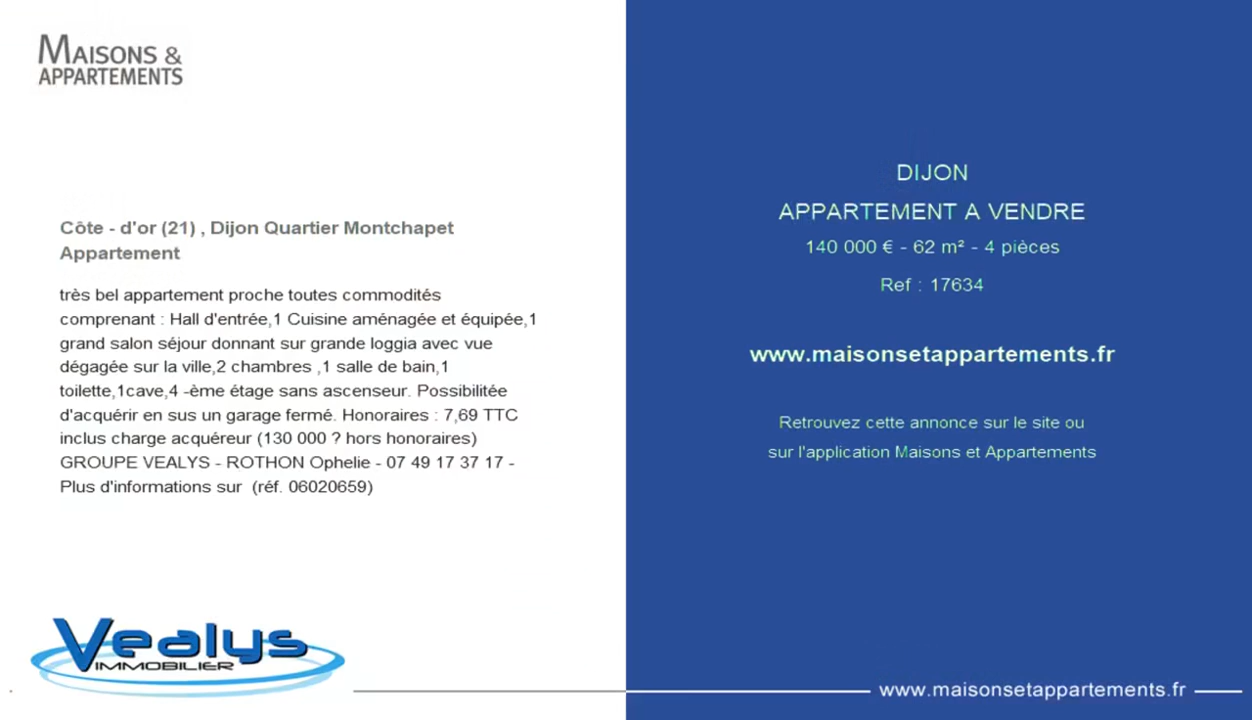 MAISONS &
APPARTEMENTS
Côte - d'or (21) , Dijon Quartier Montchapet
Appartement
très bel appartement proche toutes commodités
comprenant : Hall d'entrée,1 Cuisine aménagée et équipée,1
grand salon séjour donnant sur grande loggia avec vue
dégagée sur la ville,2 chambres ,1 salle de bain,1
toilette,1cave,4 -ème étage sans ascenseur. Possibilitée
d'acquérir en sus un garage fermé. Honoraires : 7,69 TTC
inclus charge acquéreur (130 000 ? hors honoraires)
GROUPE VEALYS - ROTHON Ophelie - 07 49 17 37 17 -
Plus d'informations sur  (réf. 06020659)
Vealys
IMMOBILIER
DIJON
APPARTEMENT A VENDRE
140 000 € - 62 m² - 4 pièces
Ref : 17634
www.maisonsetappartements.fr
Retrouvez cette annonce sur le site ou
sur l'application Maisons et Appartements
www.maisonsetappartements.fr